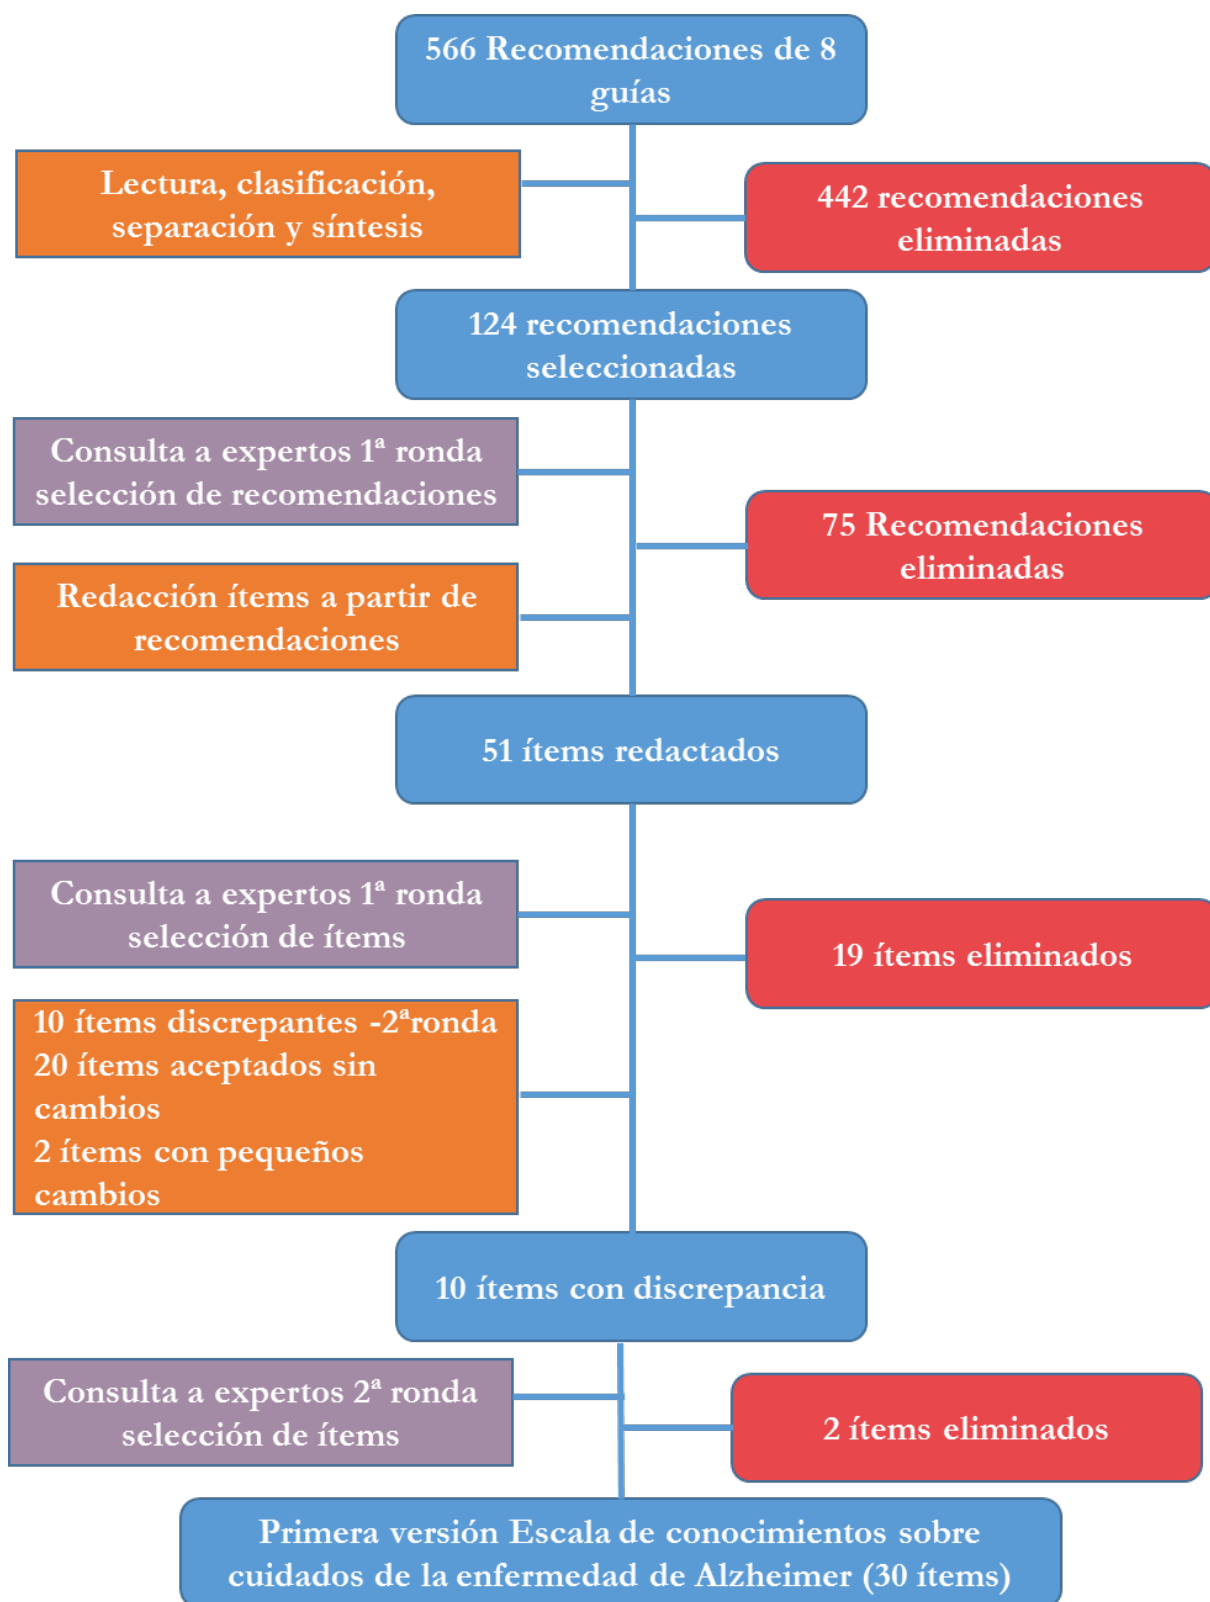 566 Recomendaciones de 8
guías
Lectura, clasificación,
separación y síntesis
442 recomendaciones
eliminadas
124 recomendaciones
seleccionadas
Consulta a expertos 1ª ronda
selección de recomendaciones
75 Recomendaciones
eliminadas
Redacción ítems a partir de
recomendaciones
51 ítems redactados
Consulta a expertos 1ª ronda
selección de ítems
19 ítems eliminados
10 ítems discrepantes -2ªronda
20 ítems aceptados sin
cambios
2 ítems con pequeños
cambios
10 ítems con discrepancia
Consulta a expertos 2ª ronda
selección de ítems
2 ítems eliminados
Primera versión Escala de conocimientos sobre
cuidados de la enfermedad de Alzheimer (30 ítems)